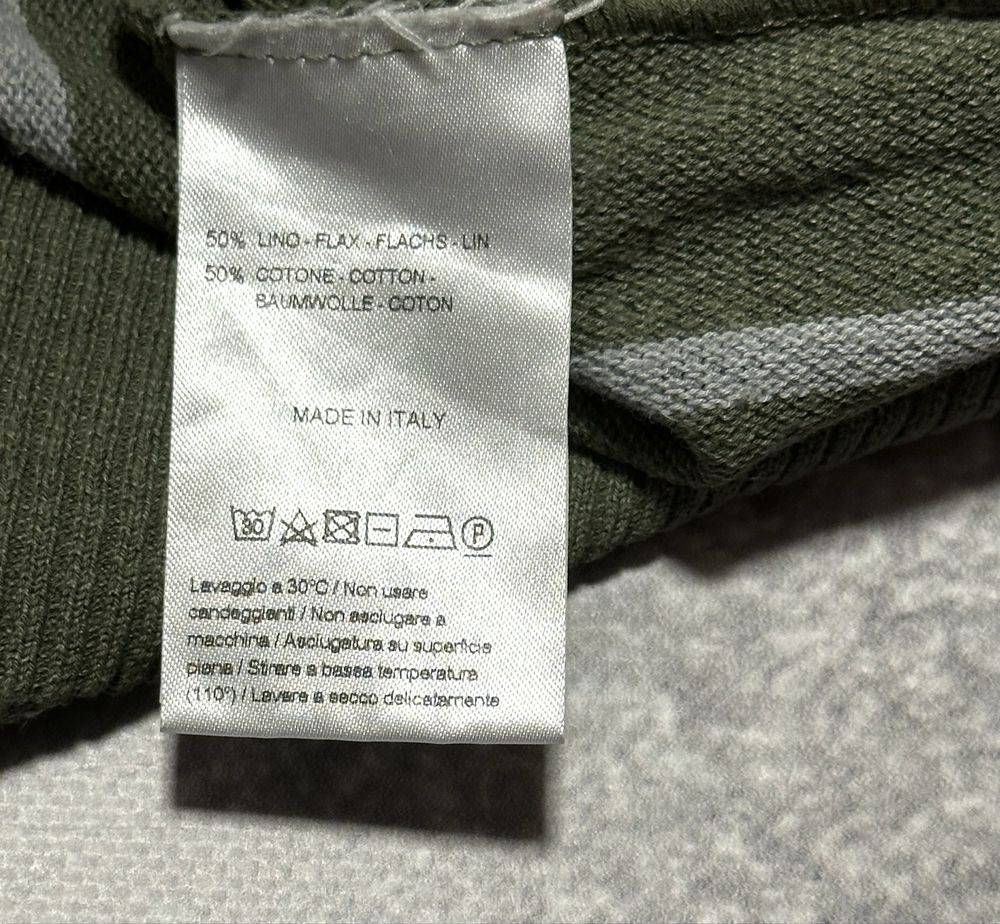 50% LINO - FLAX - FLACHS - LIN
50% COTONE - COTTON -
BAUMWOLLE - COTON
MADE IN ITALY
30 P
Lavaggio a 30°C / Non usare
candeggianti / Non asciugare a
macchina / Asciugatura su superficie
piana / Stirare a bassa temperatura
(110°) / Lavare a secco delicatamente